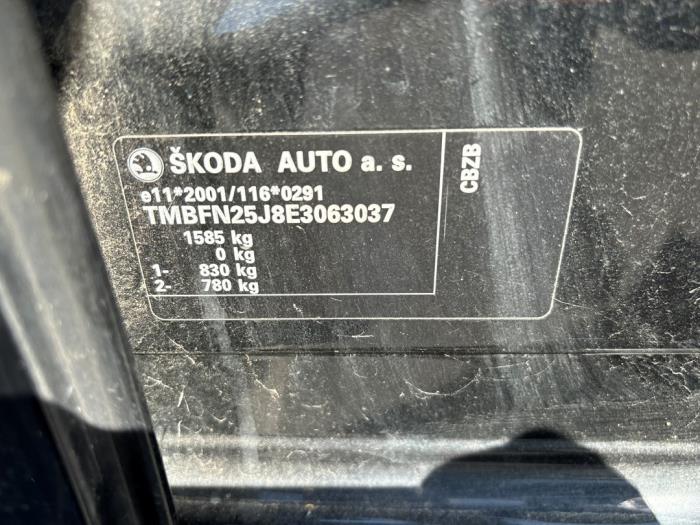 ŠKODA AUTO a. s.
e11*2001/116*0291
TMBFN25J8E3063037
1585 kg
0 kg
1- 830 kg
2- 780 kg
CBZB